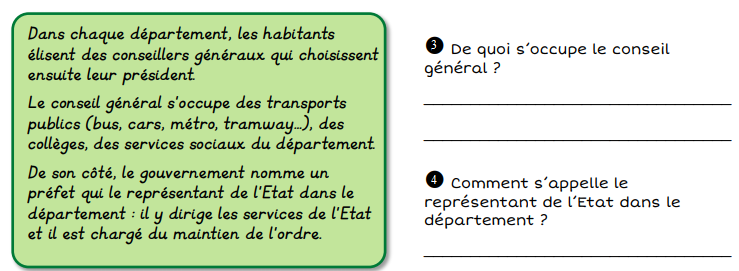 Dans chaque département, les habitants
élisent des conseillers généraux qui choisissent
ensuite leur président.
Le conseil général s'occupe des transports
publics (bus, cars, métro, tramway...), des
collèges, des services sociaux du département.
De son côté, le gouvernement nomme un
préfet qui le représentant de l'Etat dans le
département : il y dirige les services de l'Etat
et il est chargé du maintien de l'ordre.
3 De quoi s'occupe le conseil
général ?
4 Comment s'appelle le
représentant de l'Etat dans le
département ?